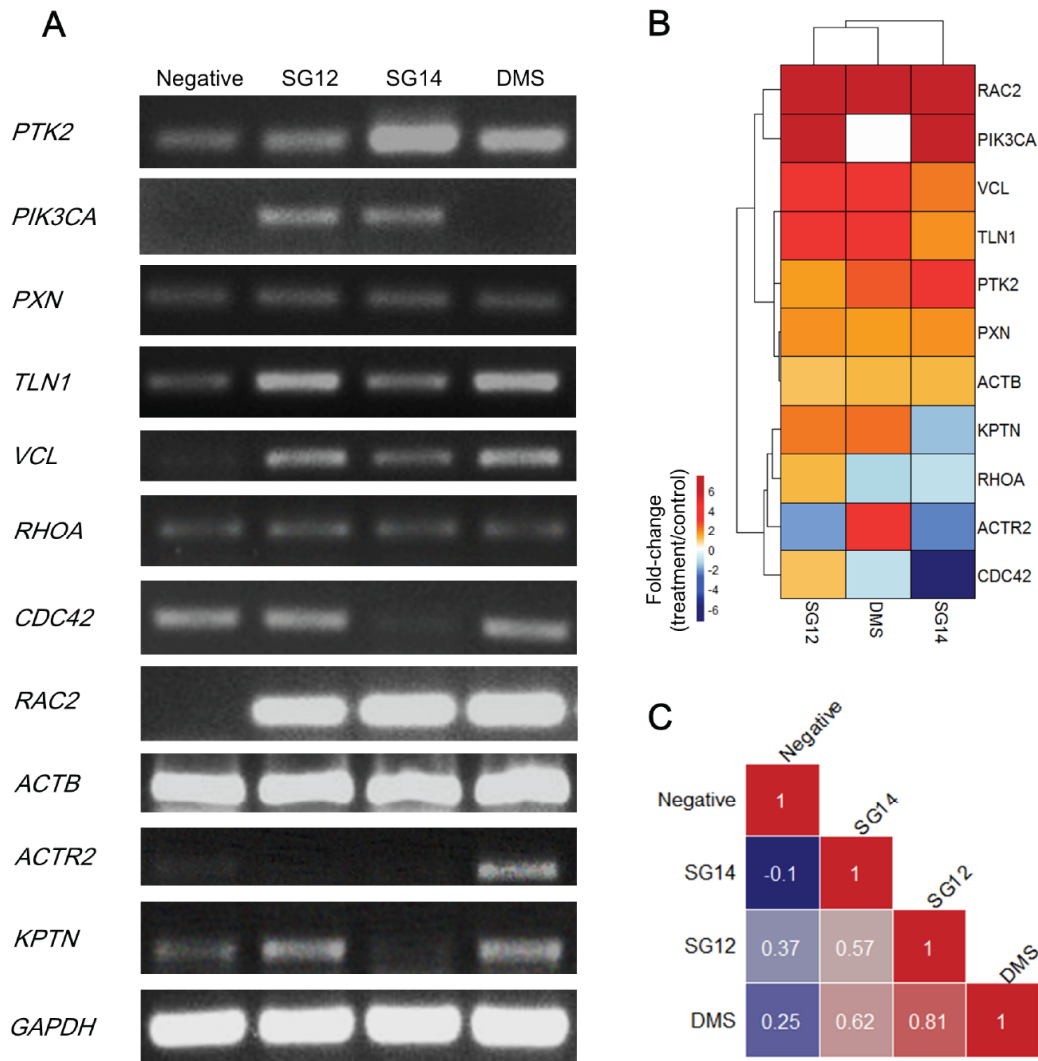 A
Negative SG12 SG14 DMS
PTK2
PIK3CA
PXN
TLN1
VCL
RHOA
CDC42
RAC2
ACTB
ACTR2
KPTN
GAPDH
B
RAC2
PIK3CA
VCL
TLN1
PTK2
PXN
ACTB
KPTN
RHOA
ACTR2
CDC42
SG12 DMS SG14
Fold-change
(treatment/control)
6
4
2
0
-2
-4
-6
C
Negative
SG14
SG12
DMS
Negative 1
SG14 -0.1 1
SG12 0.37 0.57 1
DMS 0.25 0.62 0.81 1